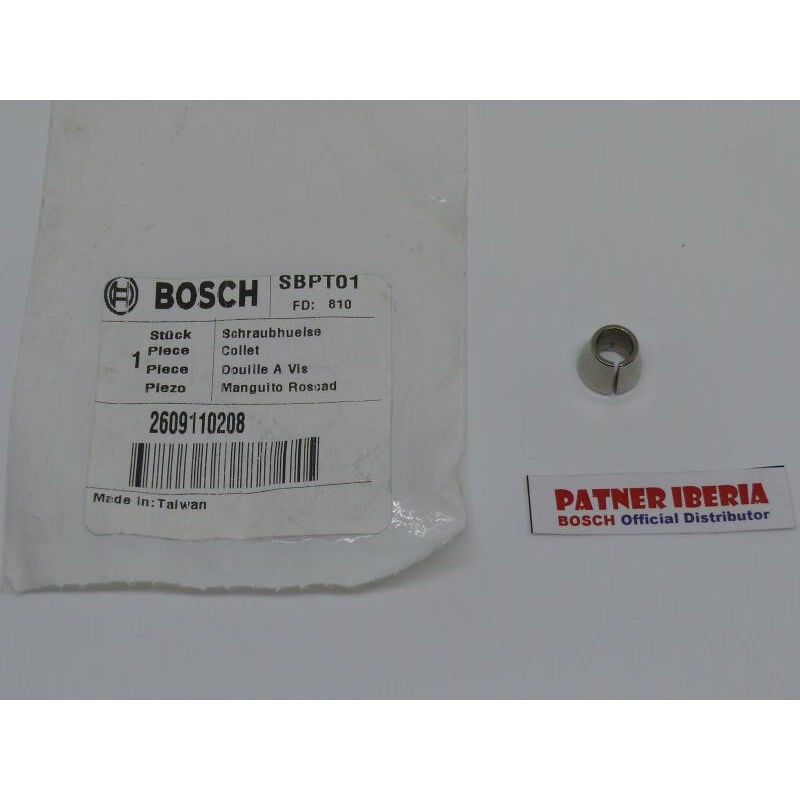 BOSCH
SBPT01
FD: 810
1
Stück Schraubhuelse
Piece Collet
Piece Douille A Vis
Piezo Manguito Roscad
2609110208
Made in: Taiwan
PATNER IBERIA
BOSCH Official Distributor